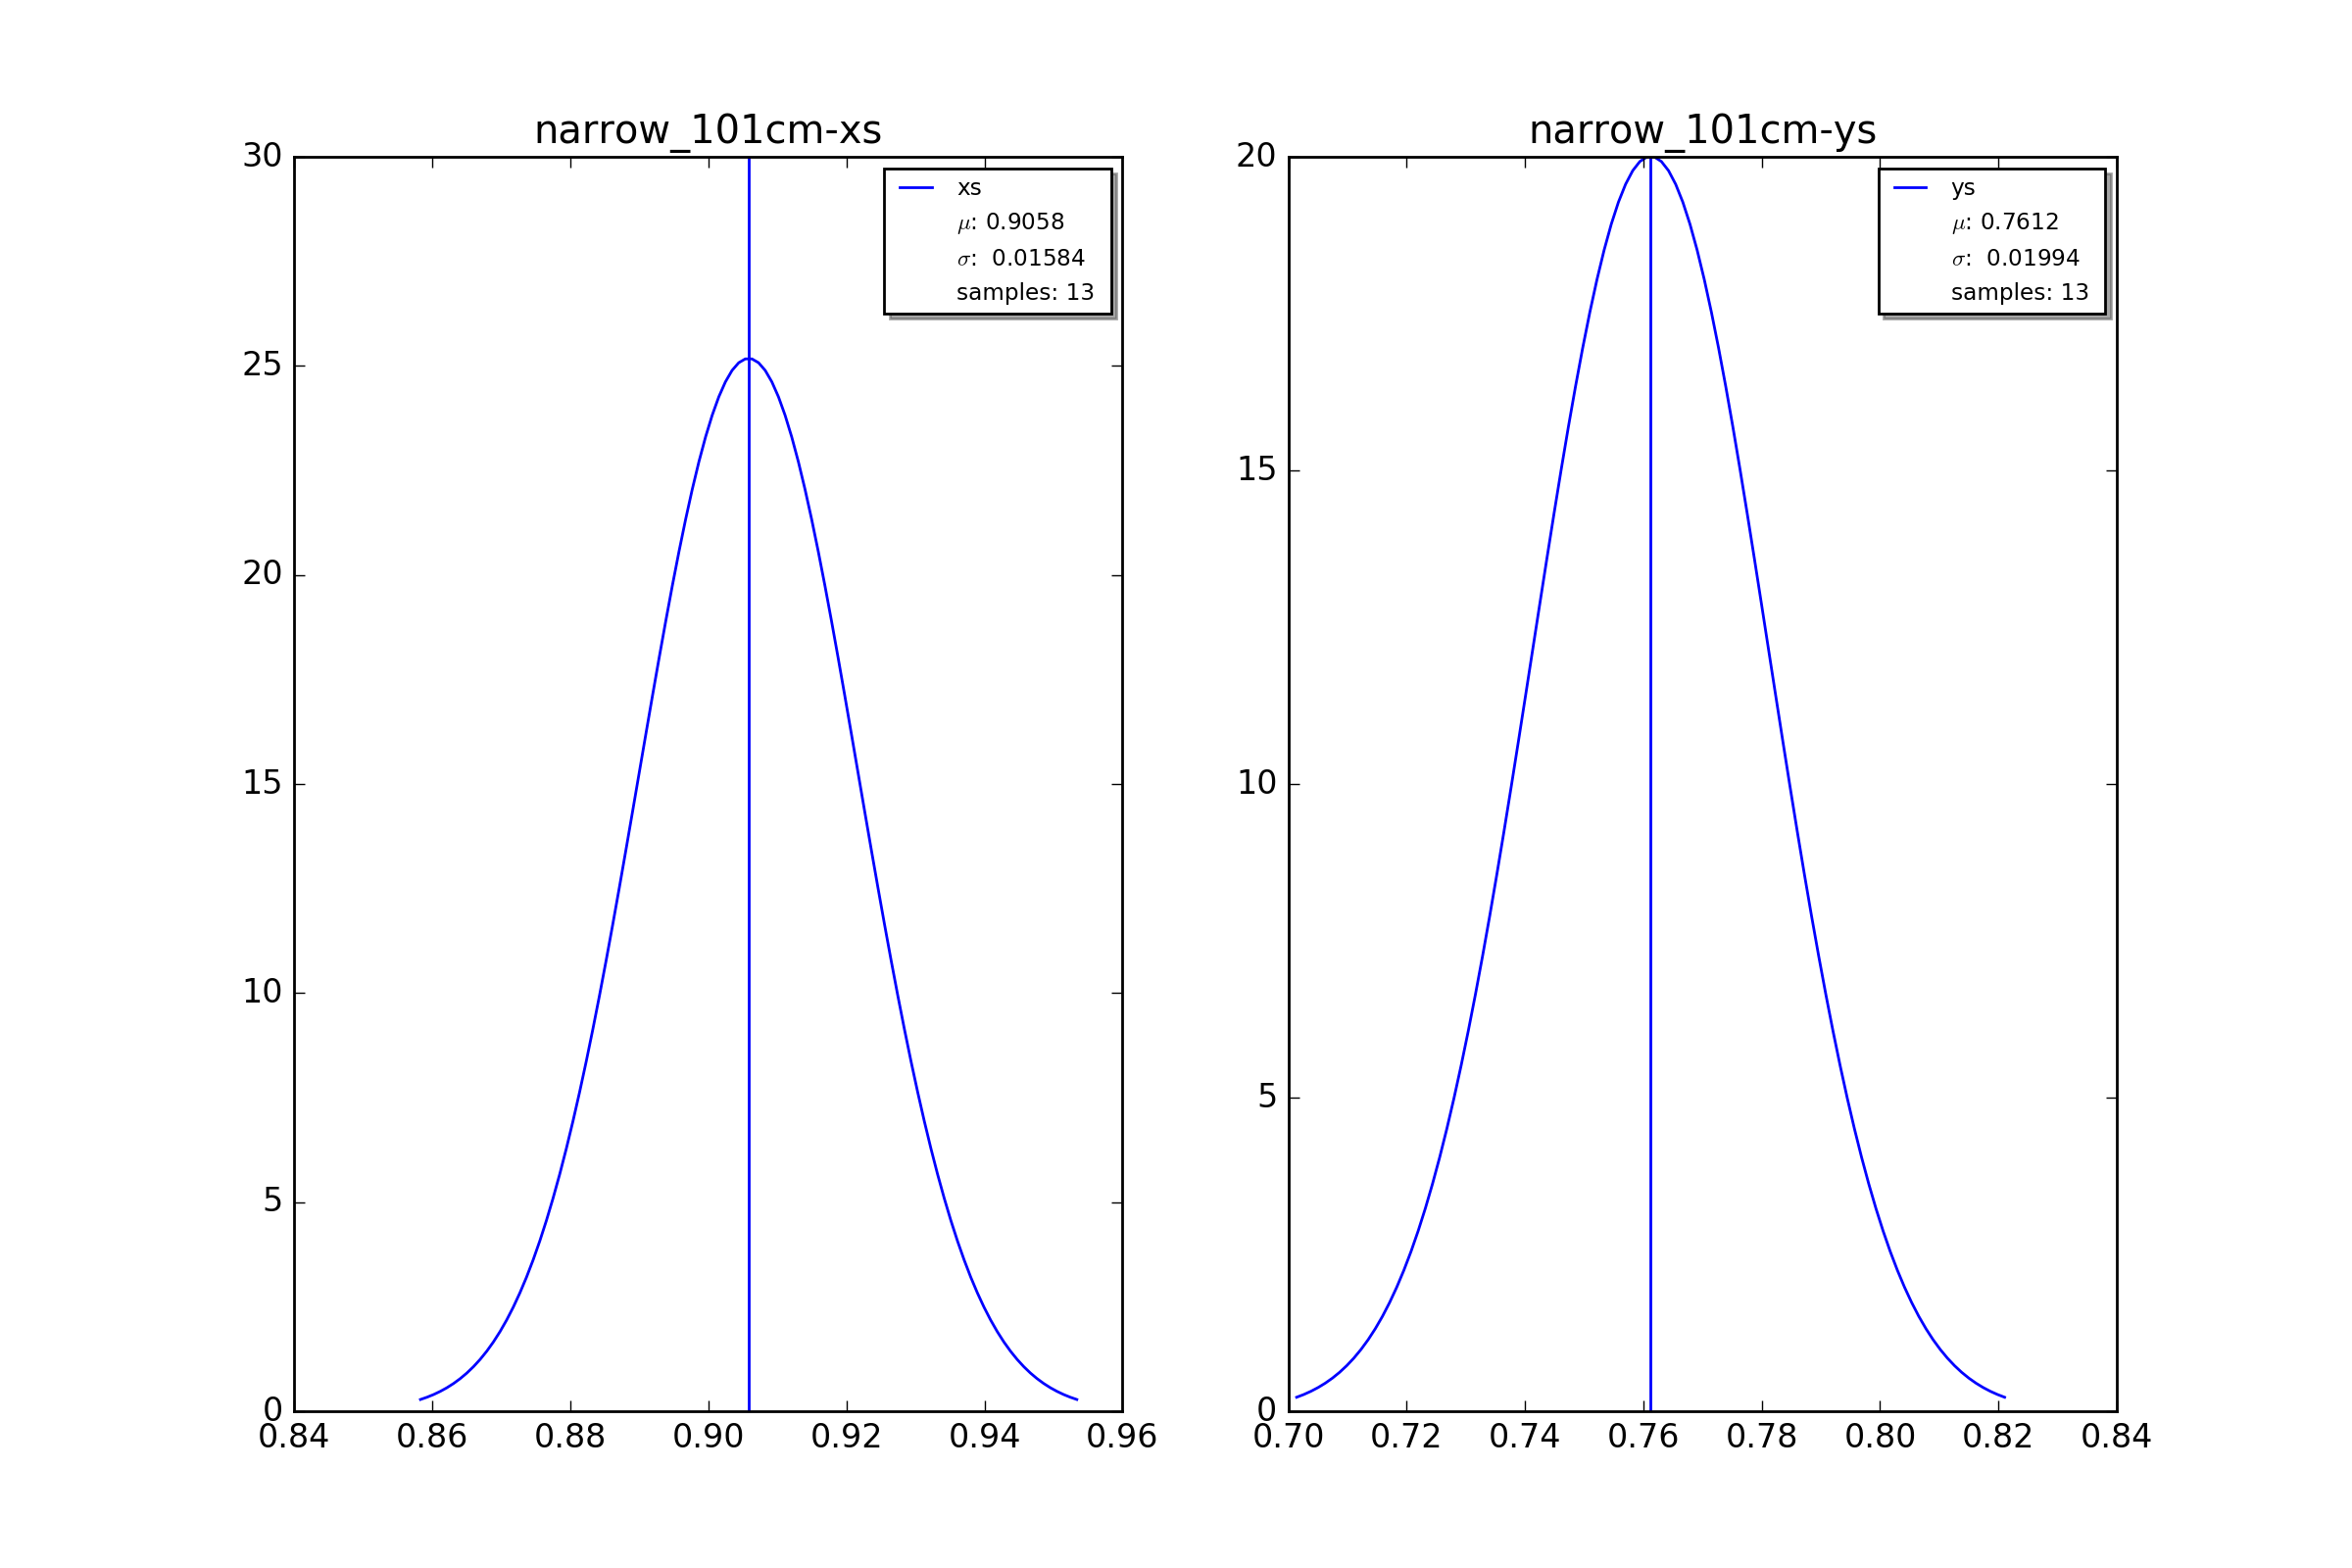 narrow_101cm-xs
30
25
20
15
10
5
0
0.84 0.86 0.88 0.90 0.92 0.94 0.96
xs
μ: 0.9058
σ: 0.01584
samples: 13
narrow_101cm-ys
20
15
10
5
0
0.70 0.72 0.74 0.76 0.78 0.80 0.82 0.84
ys
μ: 0.7612
σ: 0.01994
samples: 13